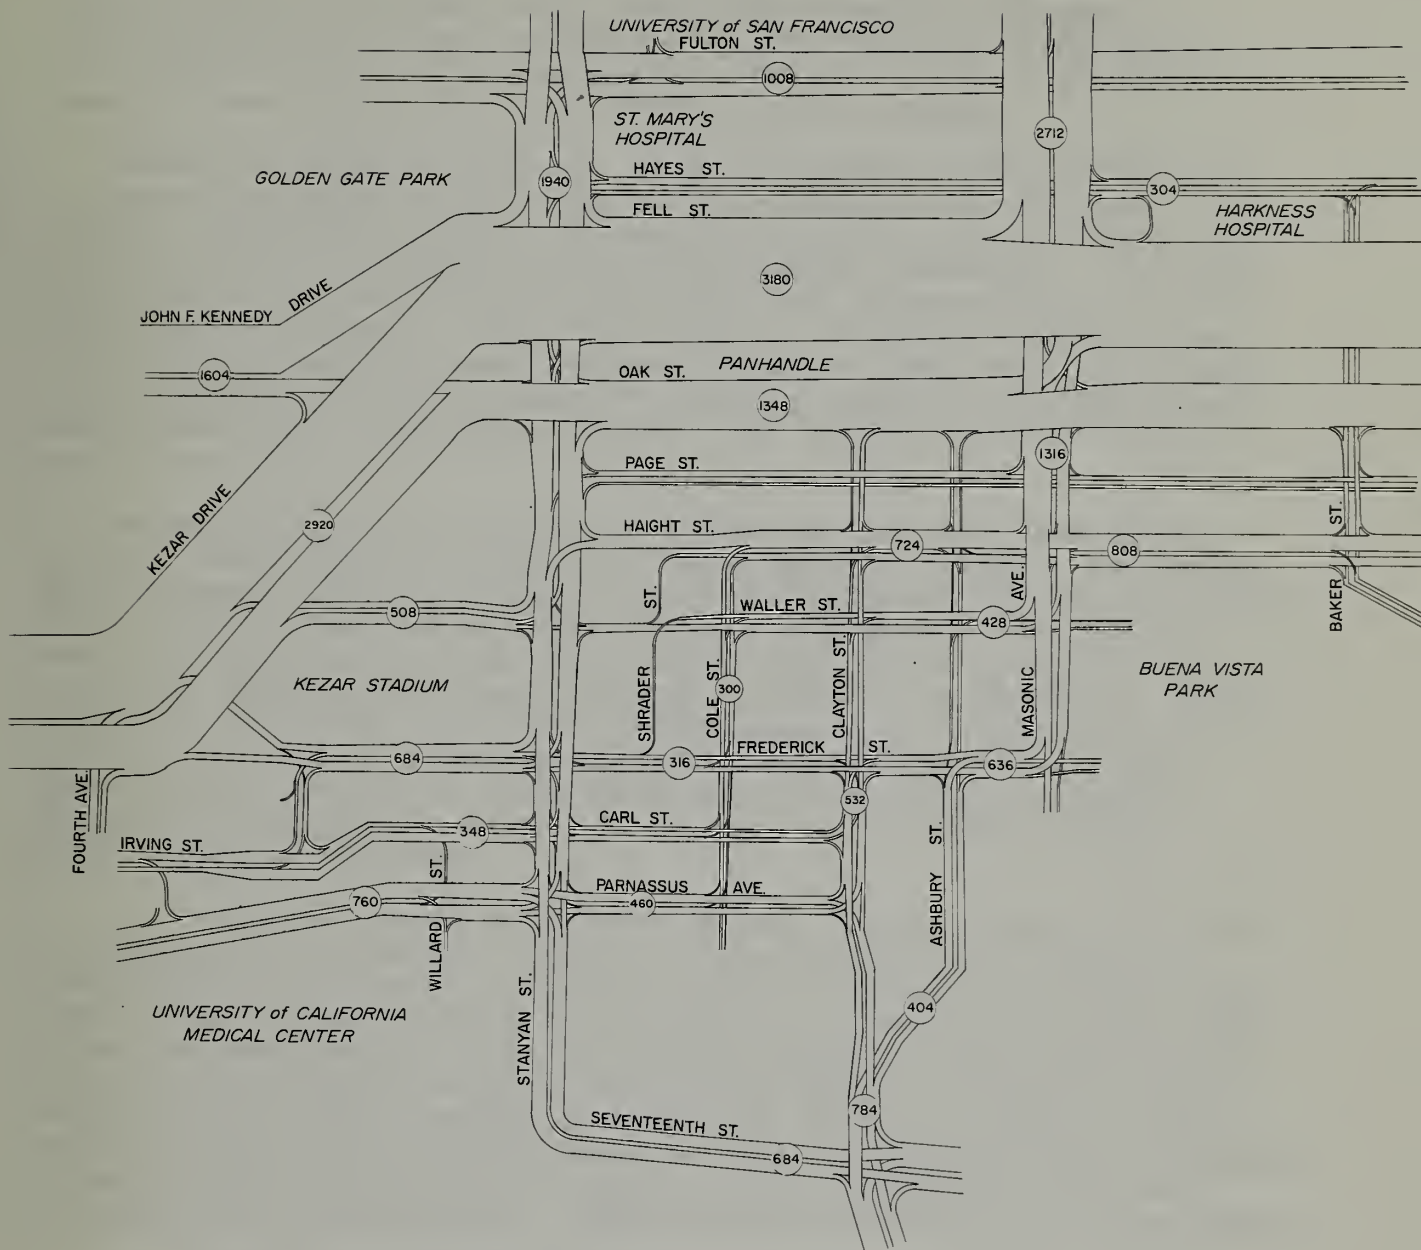 UNIVERSITY of SAN FRANCISCO
FULTON ST.
1008
ST. MARY'S
HOSPITAL
2712
GOLDEN GATE PARK
1940
HAYES ST.
304
FELL ST.
HARKNESS
HOSPITAL
3180
JOHN F. KENNEDY DRIVE
1604
OAK ST.
PANHANDLE
1348
1316
PAGE ST.
KEZAR DRIVE
2920
HAIGHT ST.
724
808
BAKER ST.
508
SHRADER ST.
WALLER ST.
428
MASONIC AVE.
KEZAR STADIUM
COLE ST.
300
CLAYTON ST.
BUENA VISTA
PARK
684
316
FREDERICK ST.
636
FOURTH AVE.
532
IRVING ST.
348
CARL ST.
ASHBURY ST.
760
WILLARD ST.
PARNASSUS AVE.
460
UNIVERSITY of CALIFORNIA
MEDICAL CENTER
STANYAN ST.
404
784
SEVENTEENTH ST.
684